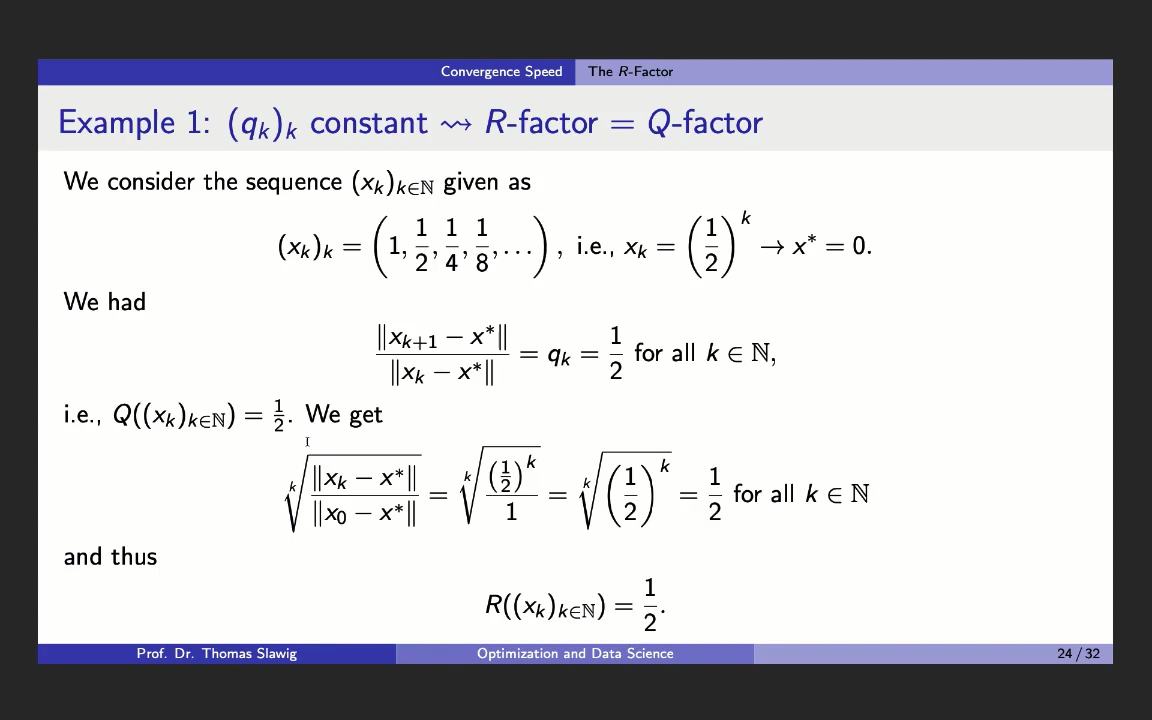 Convergence Speed The R-Factor
Example 1: (q_k)_k constant ⇝ R-factor = Q-factor
We consider the sequence (x_k)_{k∈ℕ} given as
(x_k)_k = (1, 1/2, 1/4, 1/8, ...), i.e., x_k = (1/2)^k → x* = 0.
We had
‖x_{k+1} − x*‖ / ‖x_k − x*‖ = q_k = 1/2 for all k ∈ ℕ,
i.e., Q((x_k)_{k∈ℕ}) = 1/2. We get
ᵏ√(‖x_k − x*‖ / ‖x_0 − x*‖) = ᵏ√((1/2)^k / 1) = ᵏ√((1/2)^k) = 1/2 for all k ∈ ℕ
and thus
R((x_k)_{k∈ℕ}) = 1/2.
Prof. Dr. Thomas Slawig Optimization and Data Science 24 / 32